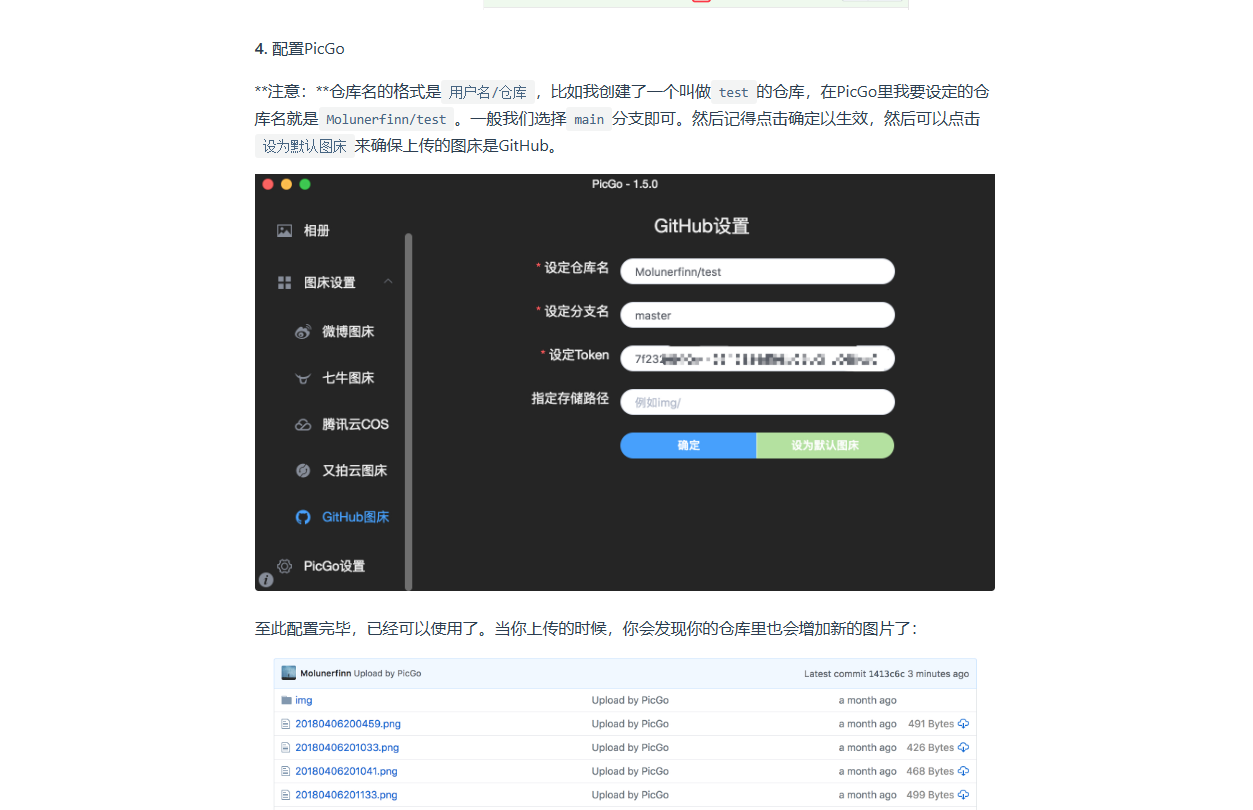 4. 配置PicGo
**注意：**仓库名的格式是 用户名/仓库 ，比如我创建了一个叫做 test 的仓库，在PicGo里我要设定的仓
库名就是 Molunerfinn/test 。一般我们选择 main 分支即可。然后记得点击确定以生效，然后可以点击
设为默认图床 来确保上传的图床是GitHub。
PicGo - 1.5.0
相册
图床设置
微博图床
七牛图床
腾讯云COS
又拍云图床
GitHub图床
PicGo设置
GitHub设置
* 设定仓库名 Molunerfinn/test
* 设定分支名 master
* 设定Token 7f232
指定存储路径 例如img/
确定 设为默认图床
至此配置完毕，已经可以使用了。当你上传的时候，你会发现你的仓库里也会增加新的图片了：
Molunerfinn Upload by PicGo Latest commit 1413c6c 3 minutes ago
img Upload by PicGo a month ago
20180406200459.png Upload by PicGo a month ago 491 Bytes
20180406201033.png Upload by PicGo a month ago 426 Bytes
20180406201041.png Upload by PicGo a month ago 468 Bytes
20180406201133.png Upload by PicGo a month ago 499 Bytes